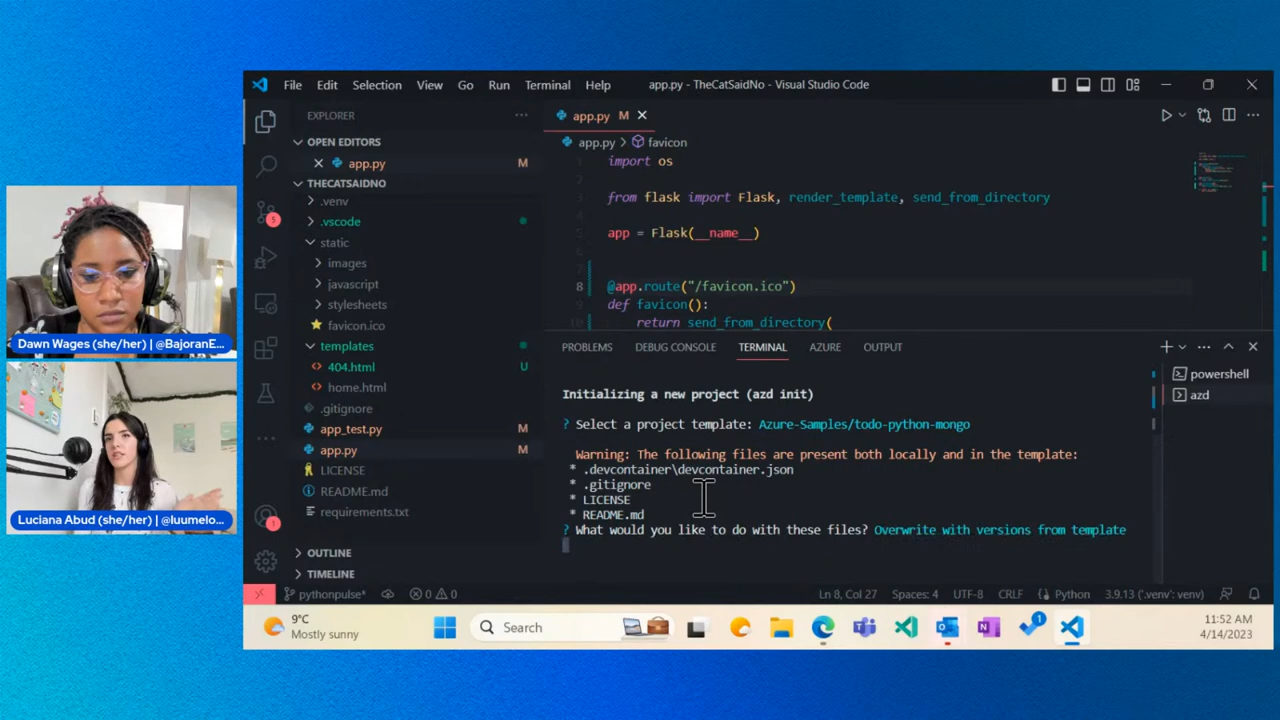 File Edit Selection View Go Run Terminal Help
app.py - TheCatSaidNo - Visual Studio Code
EXPLORER
OPEN EDITORS
app.py M
THECATSAIDNO
.venv
.vscode
static
images
javascript
stylesheets
favicon.ico
templates
404.html U
home.html
.gitignore
app_test.py M
app.py M
LICENSE
README.md
requirements.txt
OUTLINE
TIMELINE
5
1
app.py M
app.py > favicon
import os
from flask import Flask, render_template, send_from_directory
app = Flask(__name__)
8 @app.route("/favicon.ico")
def favicon():
return send_from_directory(
PROBLEMS DEBUG CONSOLE TERMINAL AZURE OUTPUT
powershell
azd
Initializing a new project (azd init)
? Select a project template: Azure-Samples/todo-python-mongo
Warning: The following files are present both locally and in the template:
* .devcontainer\devcontainer.json
* .gitignore
* LICENSE
* README.md
? What would you like to do with these files? Overwrite with versions from template
pythonpulse* 0 0 Ln 8, Col 27 Spaces: 4 UTF-8 CRLF Python 3.9.13 ('.venv': venv)
9°C
Mostly sunny
Search
1
11:52 AM
4/14/2023
Dawn Wages (she/her) | @BajoranE...
Luciana Abud (she/her) | @luumelo...